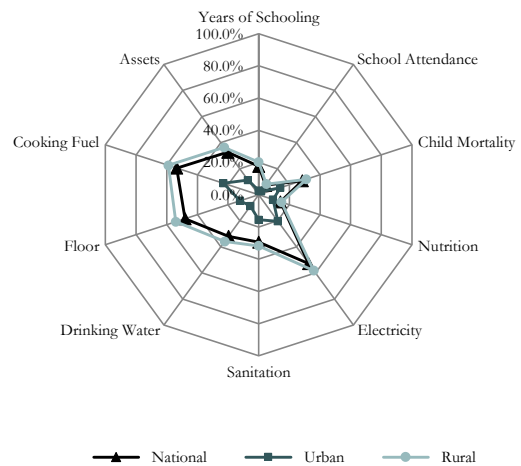 Years of Schooling
100.0%
80.0%
60.0%
40.0%
20.0%
0.0%
School Attendance
Child Mortality
Nutrition
Electricity
Sanitation
Drinking Water
Floor
Cooking Fuel
Assets
National Urban Rural